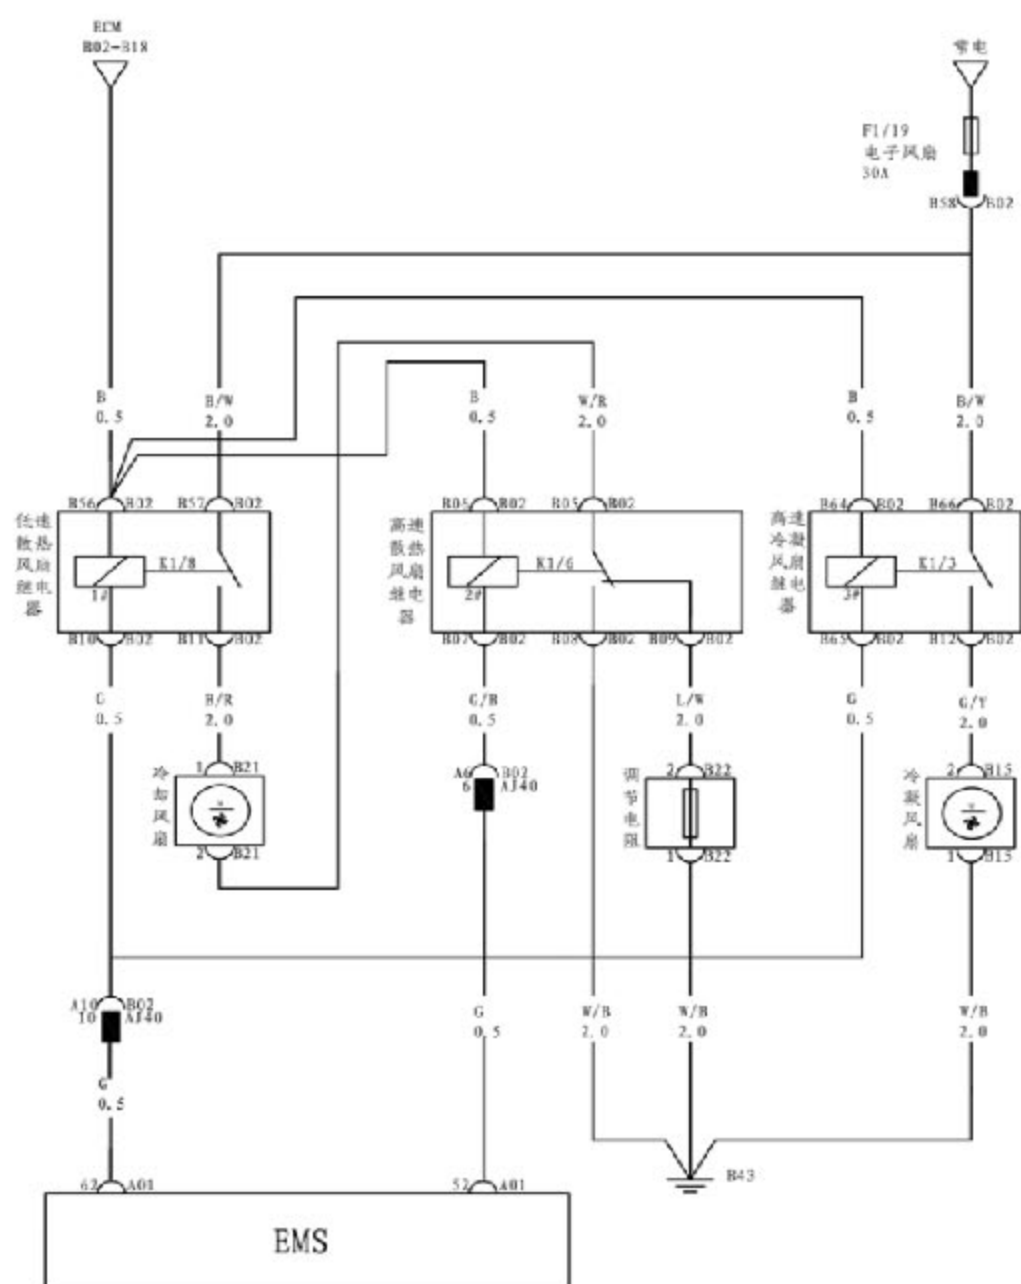 ECM
B02-B18
常电
F1/19
电子风扇
30A
B58 B02
B
0.5
B/W
2.0
B
0.5
W/R
2.0
B
0.5
B/W
2.0
B56 B02
B57 B02
B05 B02
B64 B02
B66 B02
低速
散热
风扇
继电
器
K1/8
1#
高速
散热
风扇
继电
器
K1/6
2#
高速
冷凝
风扇
继电
器
K1/3
3#
B10 B02
B11 B02
B07 B02
B08 B02
B09 B02
B65 B02
B12 B02
G
0.5
2.0
G/B
0.5
L/W
2.0
G
0.5
G/Y
2.0
1 B21
冷却风扇
2 B21
A6 B02
6 AJ40
调节电阻
2 B22
1 B22
冷凝风扇
2 B15
1 B15
A10 B02
10 AJ40
G
0.5
G
0.5
W/B
2.0
W/B
2.0
W/B
2.0
B43
62 A01
52 A01
EMS